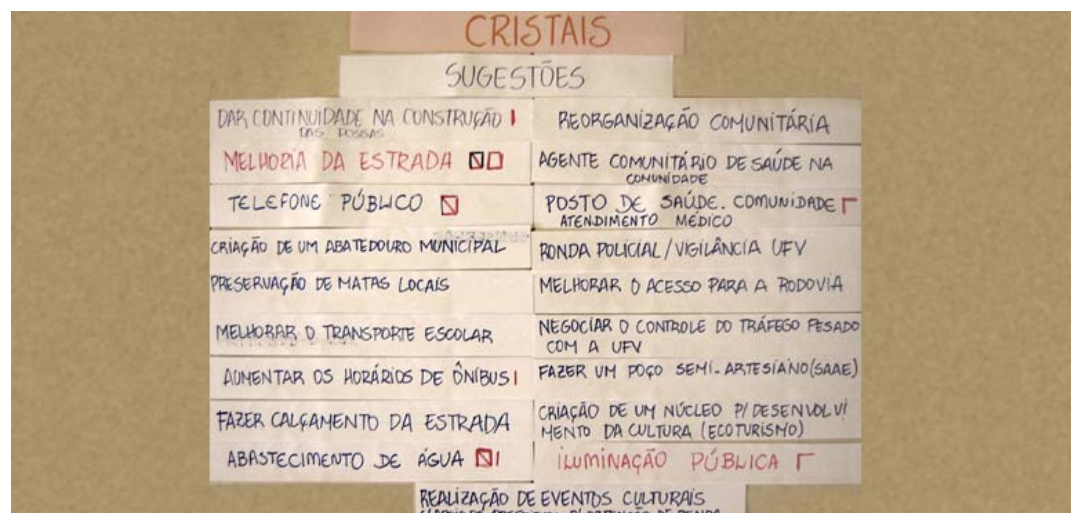 CRISTAIS
SUGESTÕES
DAR CONTINUIDADE NA CONSTRUÇÃO
DAS FOSSAS
MELHORIA DA ESTRADA
TELEFONE PÚBLICO
CRIAÇÃO DE UM ABATEDOURO MUNICIPAL
PRESERVAÇÃO DE MATAS LOCAIS
MELHORAR O TRANSPORTE ESCOLAR
AUMENTAR OS HORÁRIOS DE ÔNIBUS
FAZER CALÇAMENTO DA ESTRADA
ABASTECIMENTO DE ÁGUA
REORGANIZAÇÃO COMUNITÁRIA
AGENTE COMUNITÁRIO DE SAÚDE NA
COMUNIDADE
POSTO DE SAÚDE. COMUNIDADE
ATENDIMENTO MÉDICO
RONDA POLICIAL/VIGILÂNCIA UFV
MELHORAR O ACESSO PARA A RODOVIA
NEGOCIAR O CONTROLE DO TRÁFEGO PESADO
COM A UFV
FAZER UM POÇO SEMI-ARTESIANO(SAAE)
CRIAÇÃO DE UM NÚCLEO P/ DESENVOLVI
MENTO DA CULTURA (ECOTURISMO)
ILUMINAÇÃO PÚBLICA
REALIZAÇÃO DE EVENTOS CULTURAIS